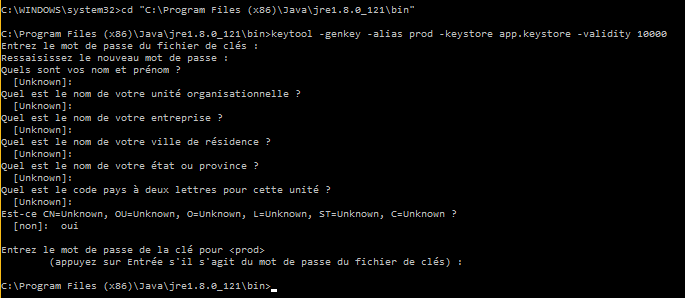 C:\WINDOWS\system32>cd "C:\Program Files (x86)\Java\jre1.8.0_121\bin"
C:\Program Files (x86)\Java\jre1.8.0_121\bin>keytool -genkey -alias prod -keystore app.keystore -validity 10000
Entrez le mot de passe du fichier de clés :
Ressaisissez le nouveau mot de passe :
Quels sont vos nom et prénom ?
[Unknown]:
Quel est le nom de votre unité organisationnelle ?
[Unknown]:
Quel est le nom de votre entreprise ?
[Unknown]:
Quel est le nom de votre ville de résidence ?
[Unknown]:
Quel est le nom de votre état ou province ?
[Unknown]:
Quel est le code pays à deux lettres pour cette unité ?
[Unknown]:
Est-ce CN=Unknown, OU=Unknown, O=Unknown, L=Unknown, ST=Unknown, C=Unknown ?
[non]: oui
Entrez le mot de passe de la clé pour <prod>
(appuyez sur Entrée s'il s'agit du mot de passe du fichier de clés) :
C:\Program Files (x86)\Java\jre1.8.0_121\bin>